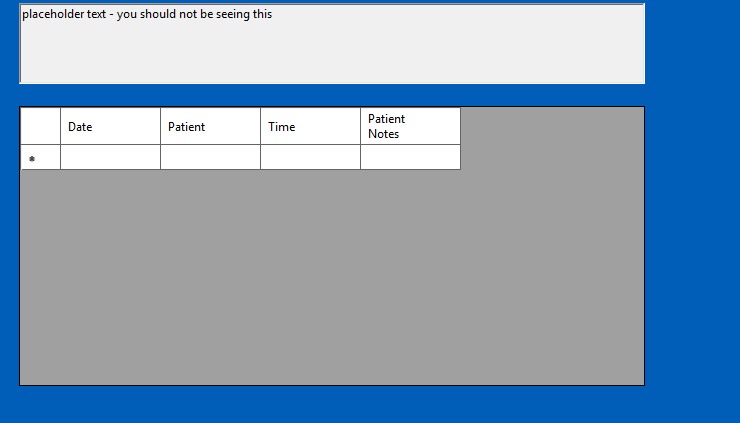 placeholder text - you should not be seeing this
Date Patient Time Patient Notes
*